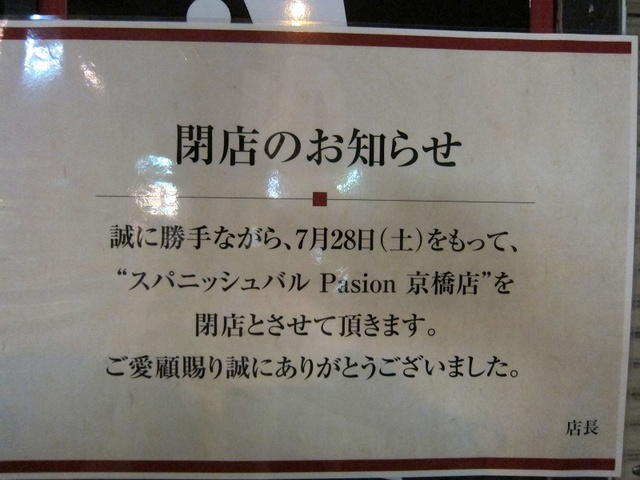 閉店のお知らせ
誠に勝手ながら、7月28日（土）をもって、
“スパニッシュバル Pasion 京橋店”を
閉店とさせて頂きます。
ご愛顧賜り誠にありがとうございました。
店長